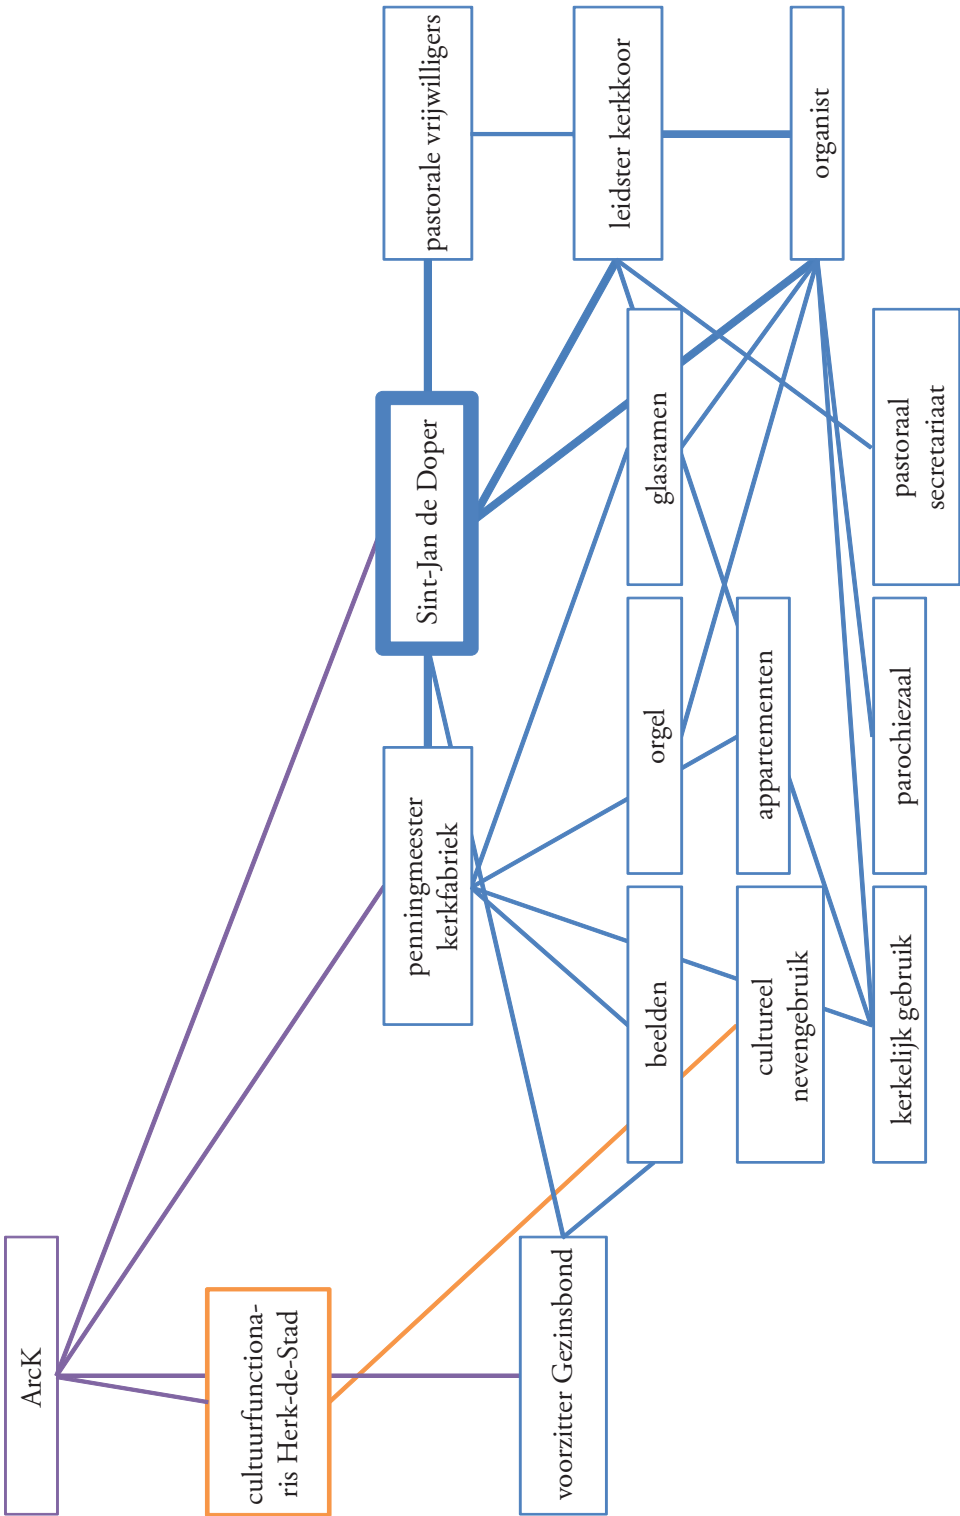 ArcK
cultuurfunctiona-
ris Herk-de-Stad
voorzitter Gezinsbond
penningmeester
kerkfabriek
Sint-Jan de Doper
pastorale vrijwilligers
leidster kerkkoor
organist
beelden
orgel
glasramen
cultureel
nevengebruik
appartementen
kerkelijk gebruik
parochiezaal
pastoraal
secretariaat